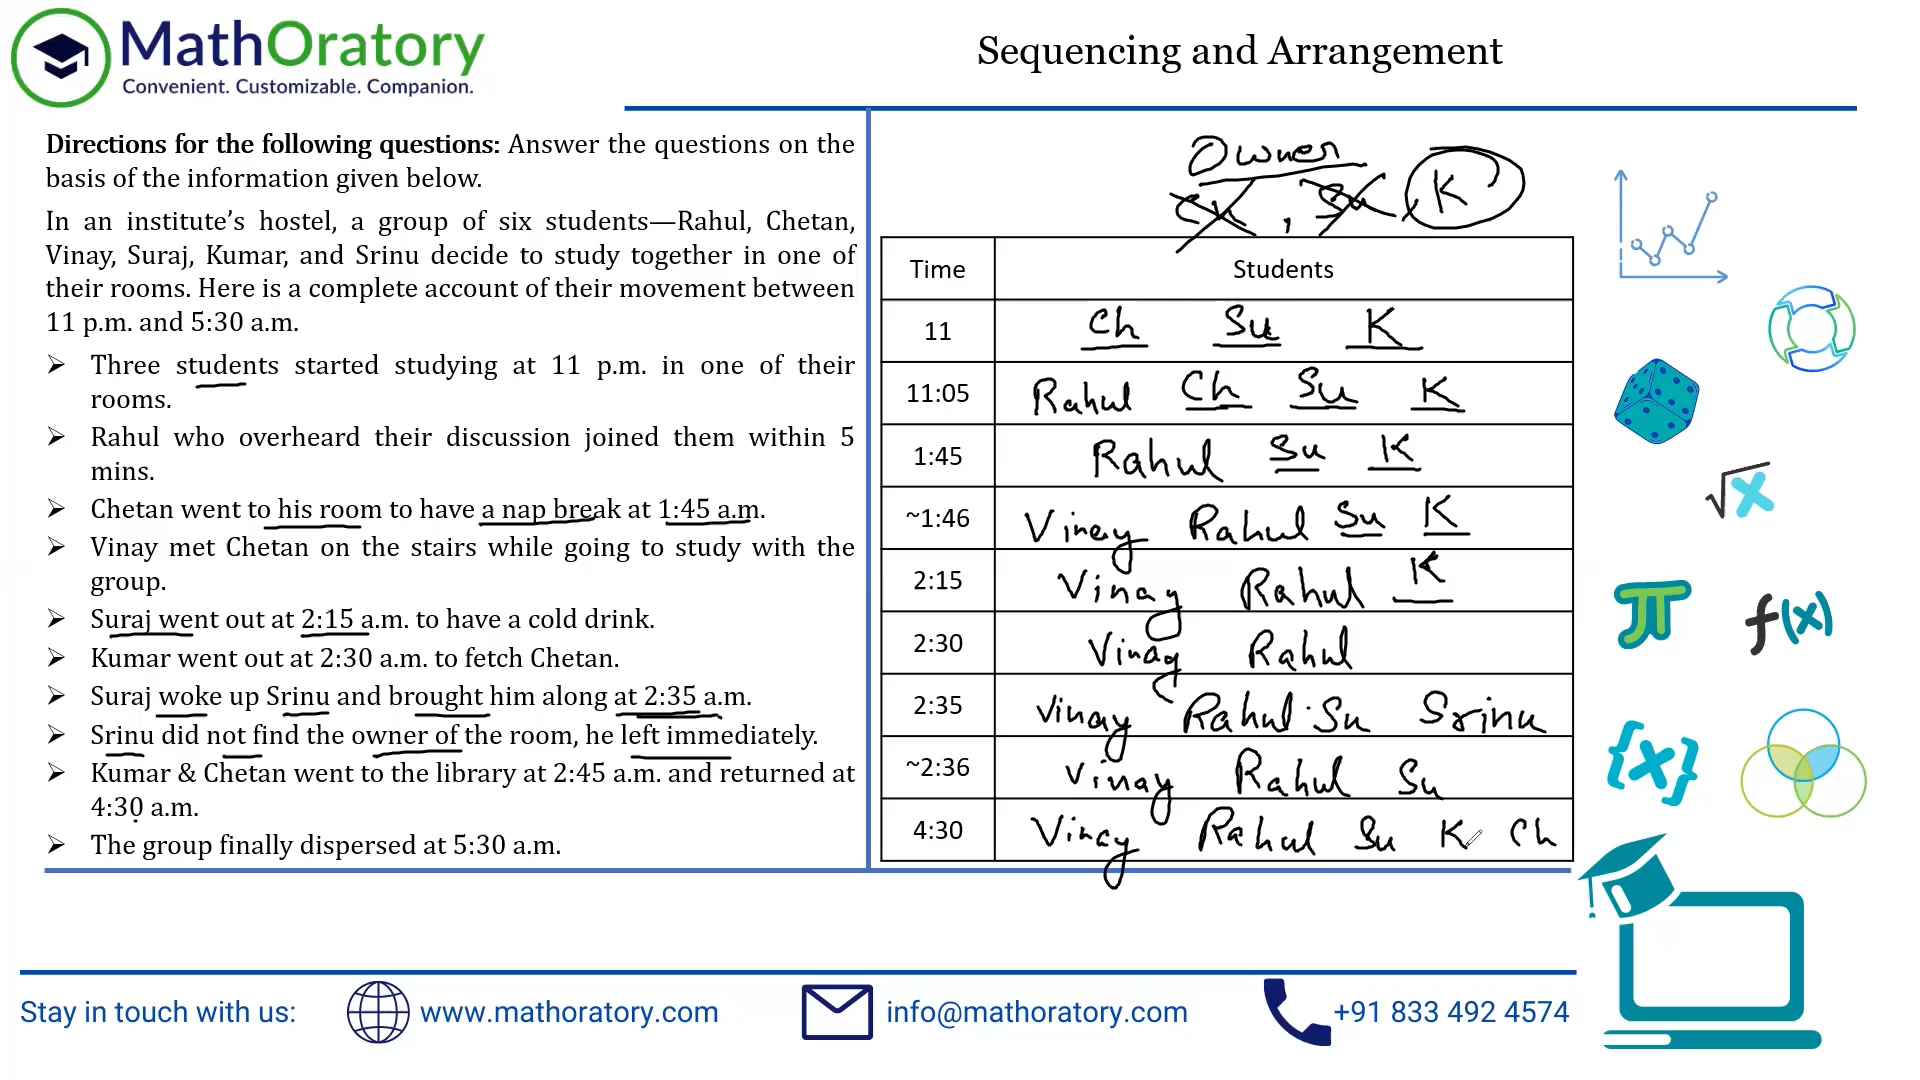 MathOratory
Convenient. Customizable. Companion.
Sequencing and Arrangement
Directions for the following questions: Answer the questions on the
basis of the information given below.
In an institute’s hostel, a group of six students—Rahul, Chetan,
Vinay, Suraj, Kumar, and Srinu decide to study together in one of
their rooms. Here is a complete account of their movement between
11 p.m. and 5:30 a.m.
➢ Three students started studying at 11 p.m. in one of their
rooms.
➢ Rahul who overheard their discussion joined them within 5
mins.
➢ Chetan went to his room to have a nap break at 1:45 a.m.
➢ Vinay met Chetan on the stairs while going to study with the
group.
➢ Suraj went out at 2:15 a.m. to have a cold drink.
➢ Kumar went out at 2:30 a.m. to fetch Chetan.
➢ Suraj woke up Srinu and brought him along at 2:35 a.m.
➢ Srinu did not find the owner of the room, he left immediately.
➢ Kumar & Chetan went to the library at 2:45 a.m. and returned at
4:30 a.m.
➢ The group finally dispersed at 5:30 a.m.
Owner
Ch, Su, K
Time Students
11 Ch Su K
11:05 Rahul Ch Su K
1:45 Rahul Su K
~1:46 Vinay Rahul Su K
2:15 Vinay Rahul K
2:30 Vinay Rahul
2:35 Vinay Rahul Su Srinu
~2:36 Vinay Rahul Su
4:30 Vinay Rahul Su K Ch
√x
π
f(x)
{x}
Stay in touch with us: www.mathoratory.com info@mathoratory.com +91 833 492 4574